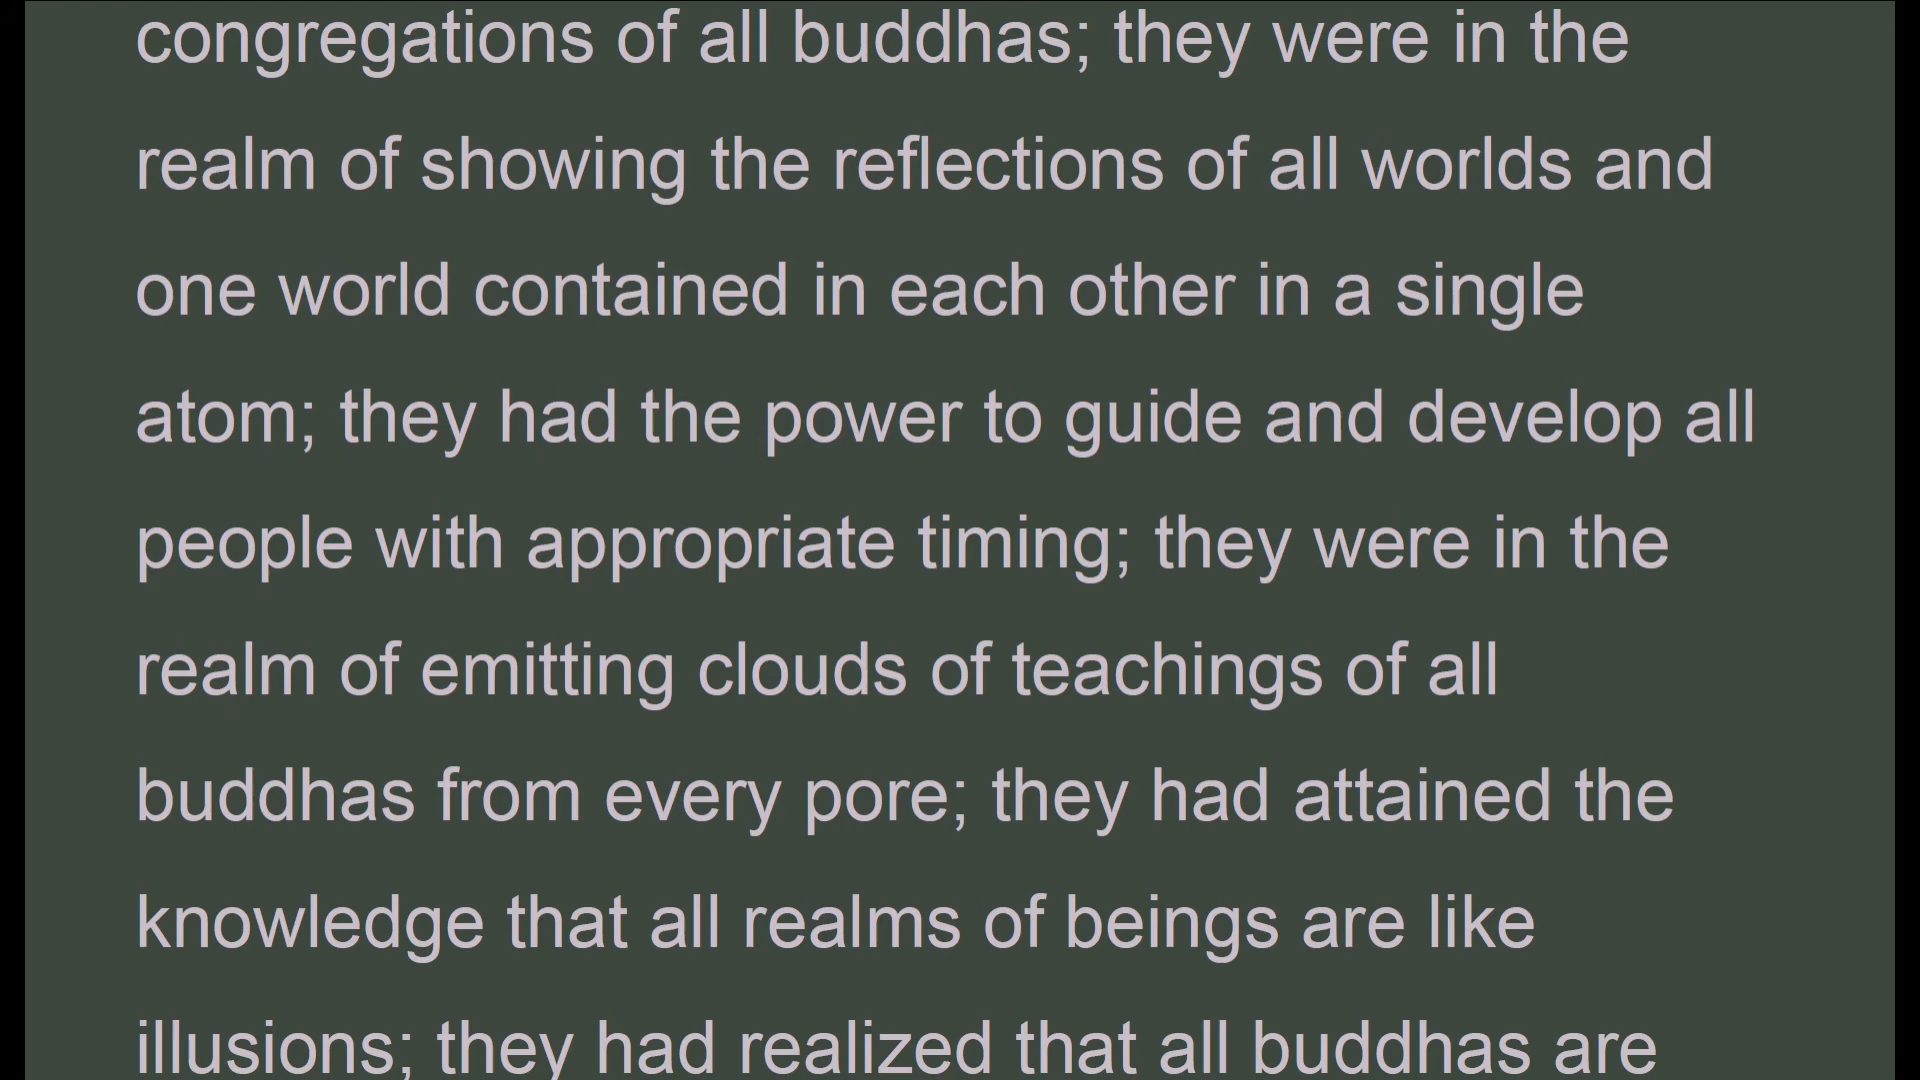 congregations of all buddhas; they were in the
realm of showing the reflections of all worlds and
one world contained in each other in a single
atom; they had the power to guide and develop all
people with appropriate timing; they were in the
realm of emitting clouds of teachings of all
buddhas from every pore; they had attained the
knowledge that all realms of beings are like
illusions; they had realized that all buddhas are